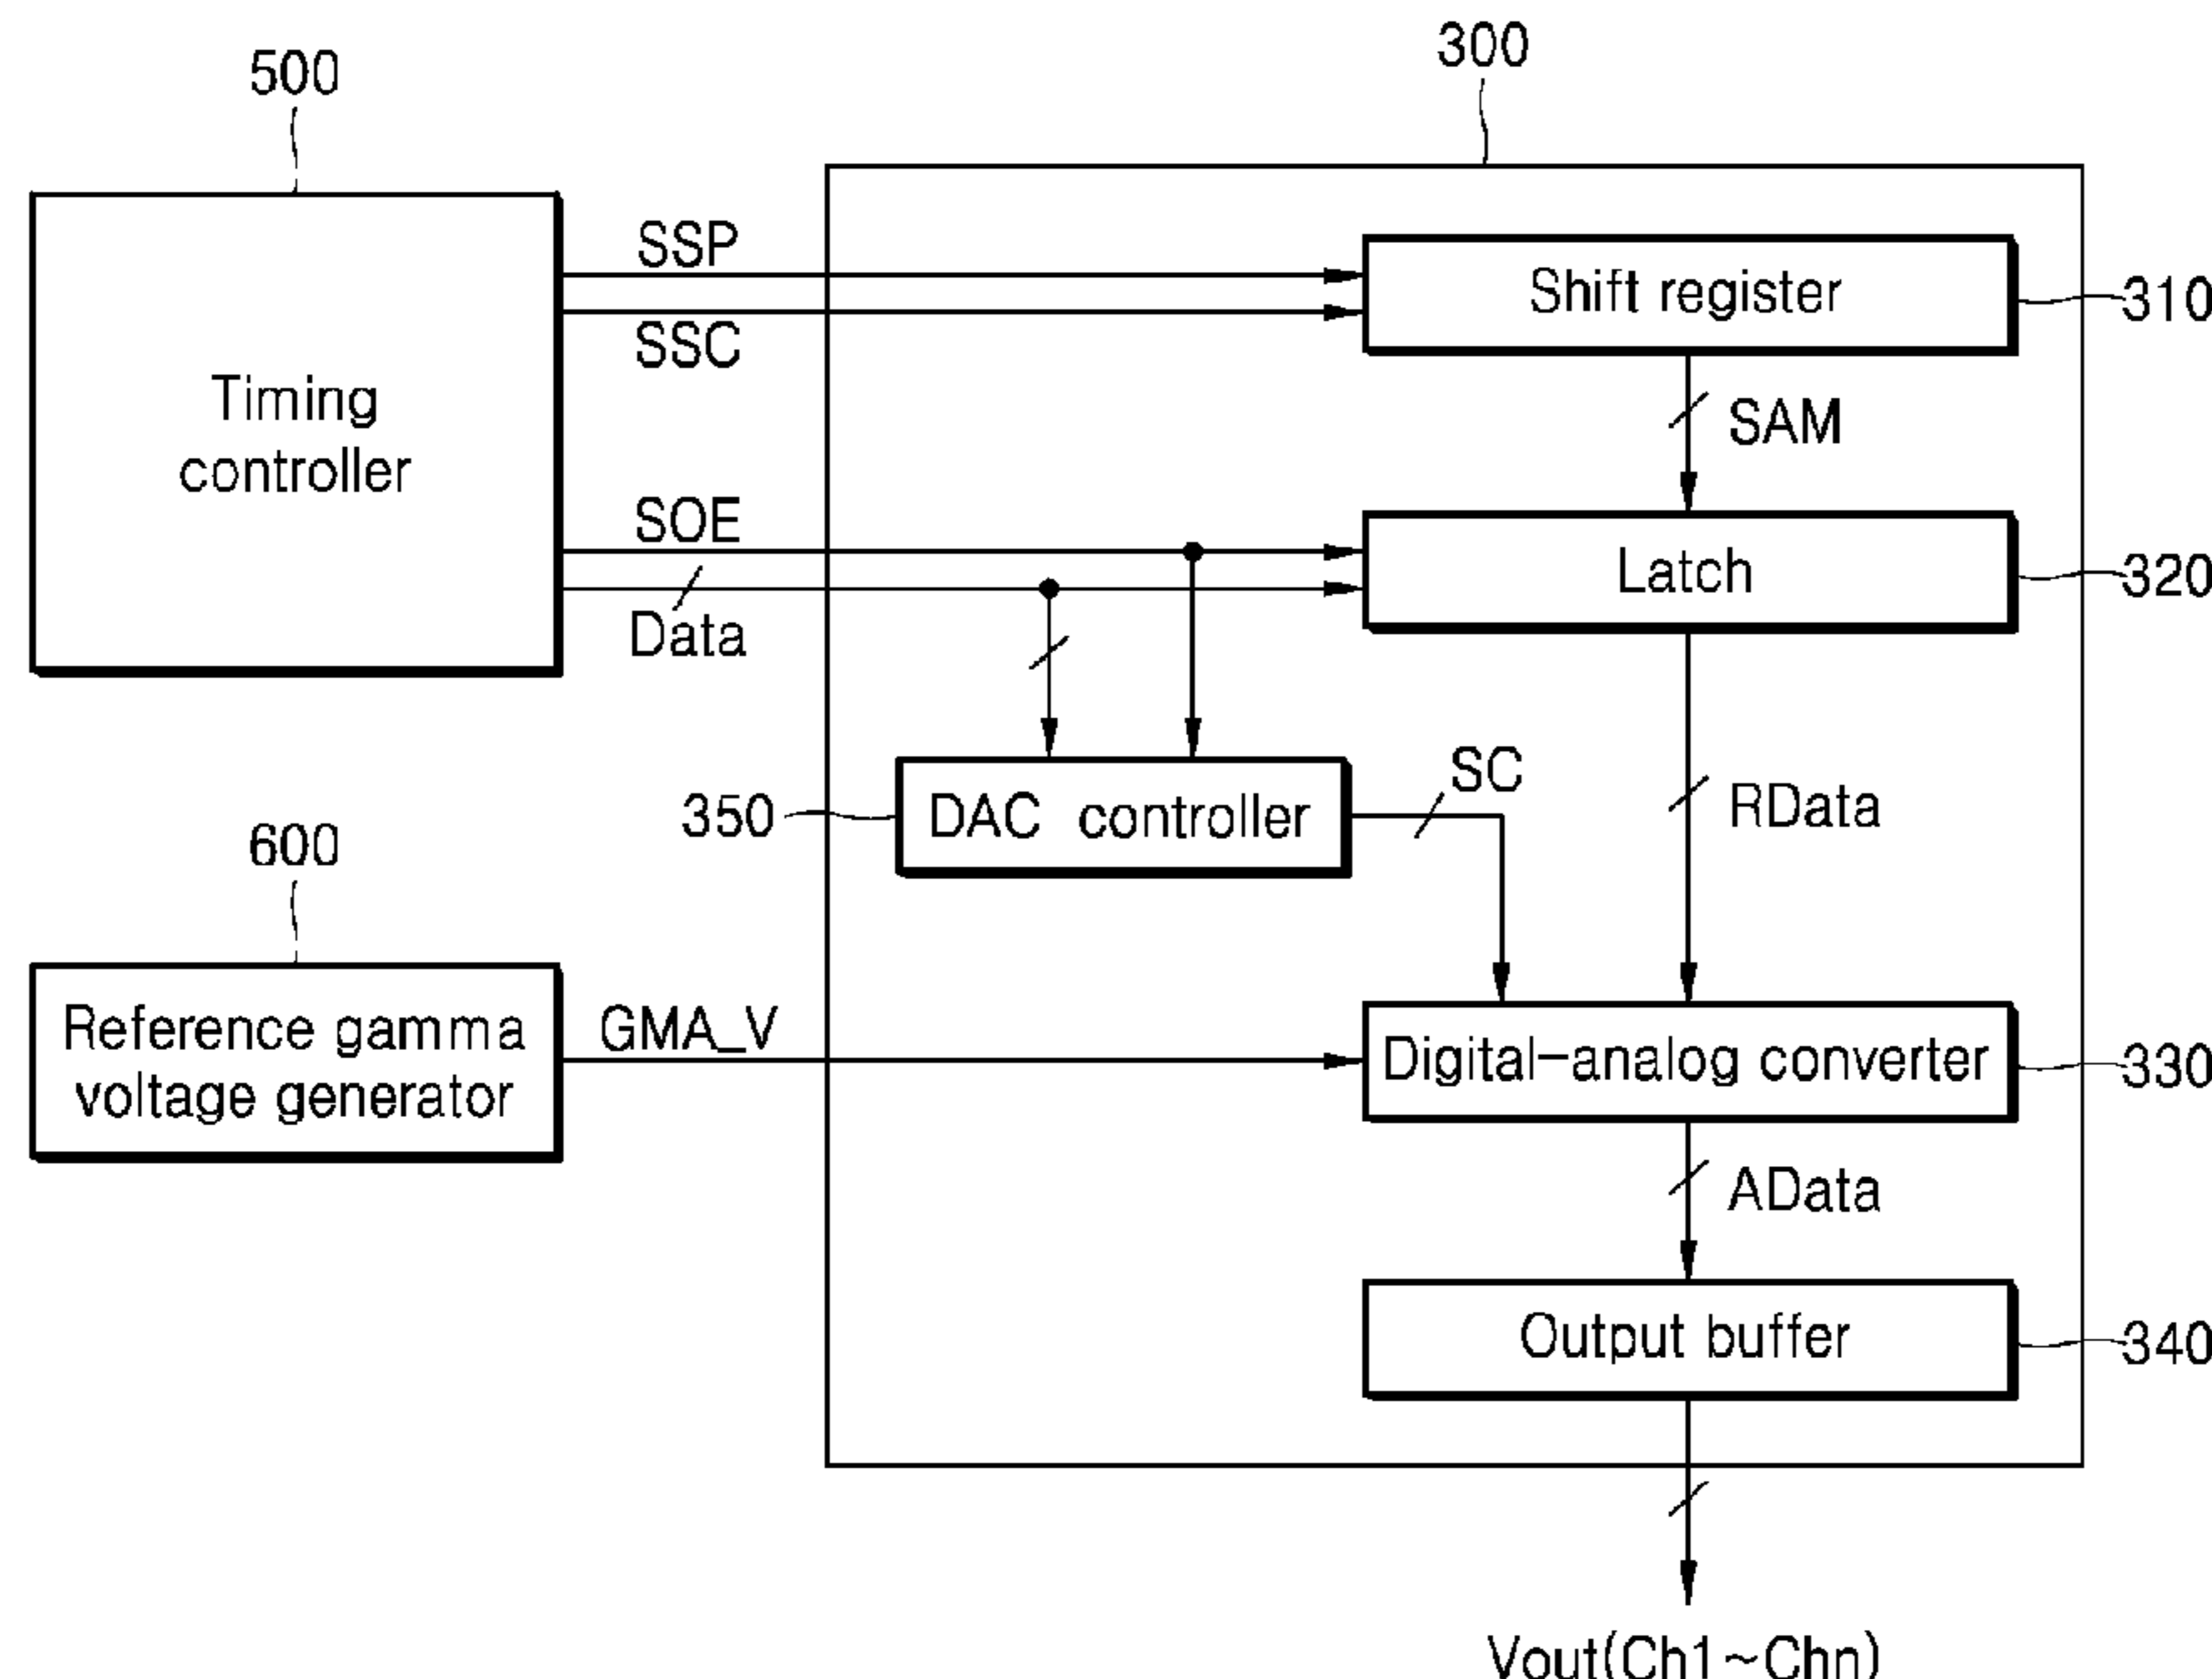 300
500
SSP
Shift register
310
SSC
Timing
controller
SAM
SOE
Latch
320
Data
SC
350
DAC controller
RData
600
Reference gamma
voltage generator
GMA_V
Digital-analog converter
330
AData
Output buffer
340
Vout(Ch1~Chn)